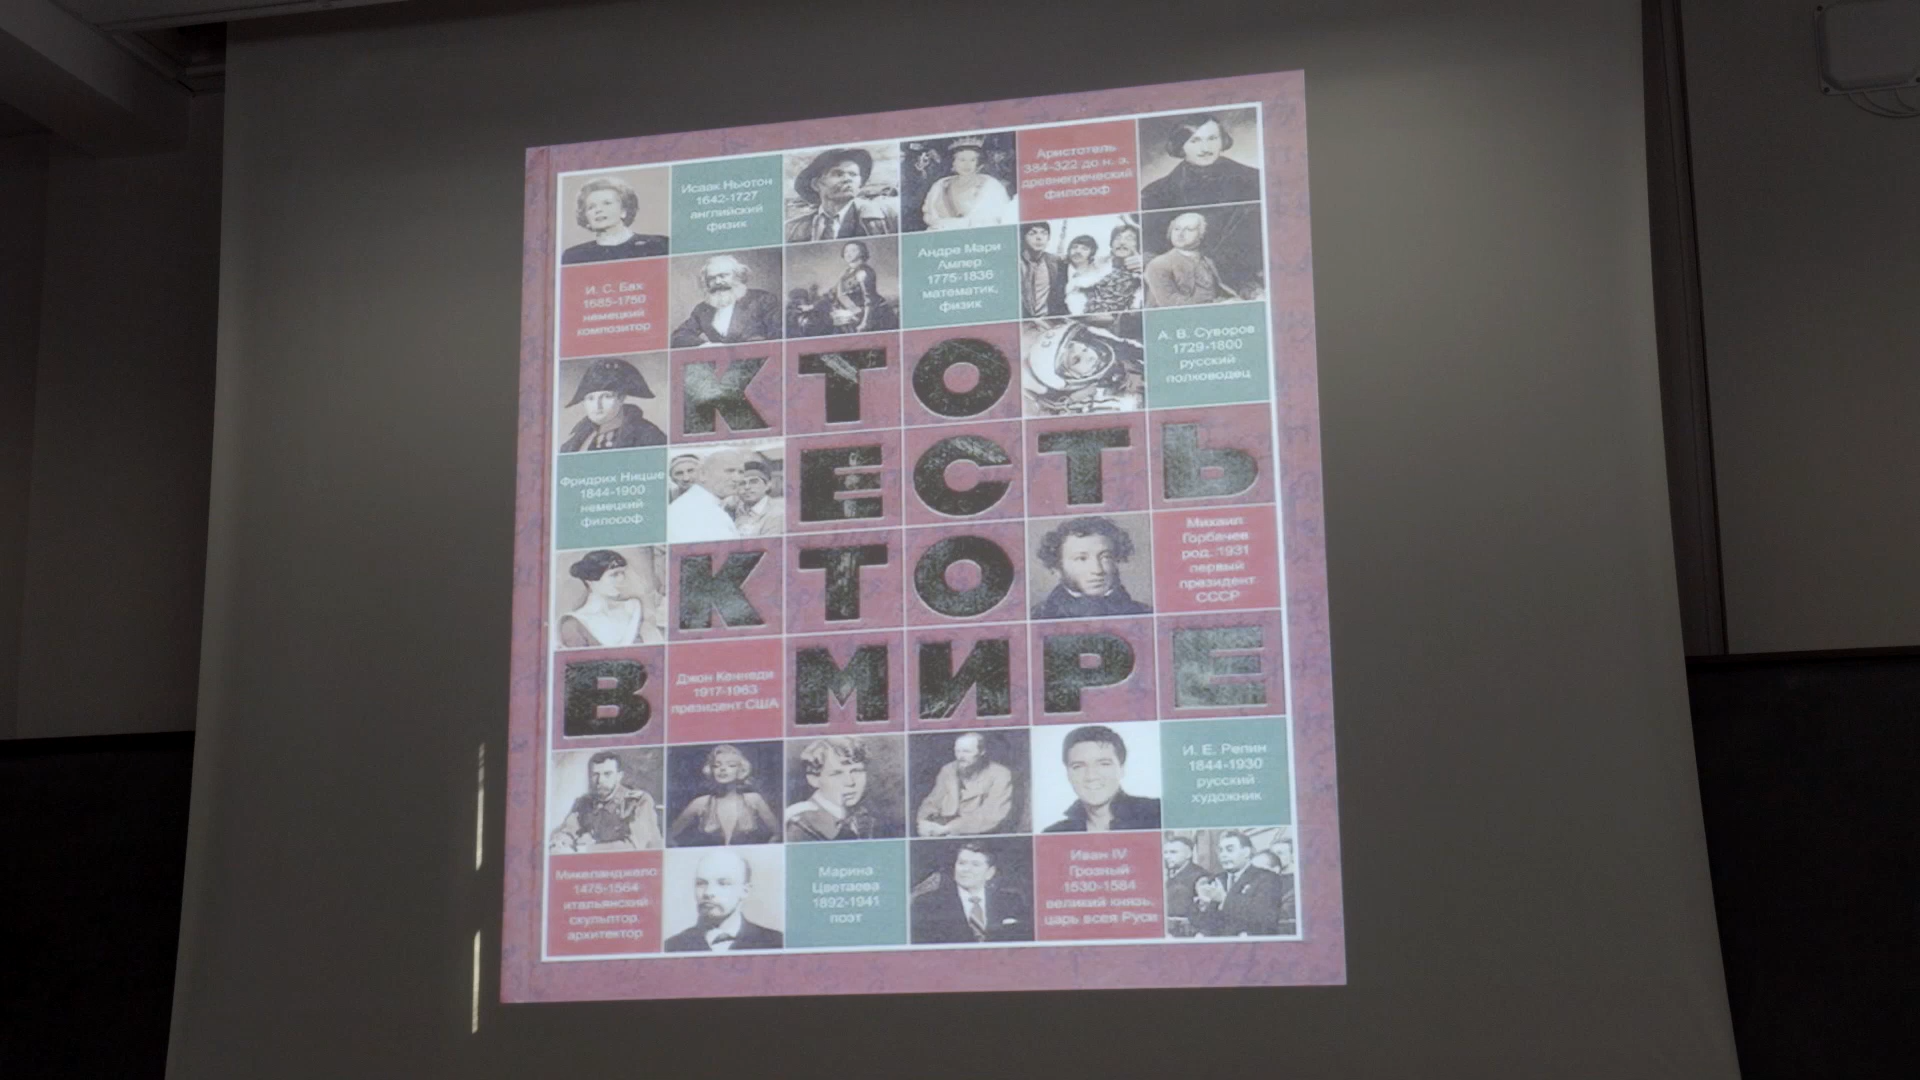 Исаак Ньютон
1642-1727
английский
физик
Аристотель
384-322 до н. э.
древнегреческий
философ
И. С. Бах
1685-1750
немецкий
композитор
Андре Мари
Ампер
1775-1836
математик,
физик
А. В. Суворов
1729-1800
русский
полководец
КТО
ЕСТЬ
Фридрих Ницше
1844-1900
немецкий
философ
КТО
Михаил
Горбачев
род. 1931
первый
президент
СССР
В МИРЕ
Джон Кеннеди
1917-1963
президент США
И. Е. Репин
1844-1930
русский
художник
Микеланджело
1475-1564
итальянский
скульптор,
архитектор
Марина
Цветаева
1892-1941
поэт
Иван IV
Грозный
1530-1584
великий князь,
царь всея Руси